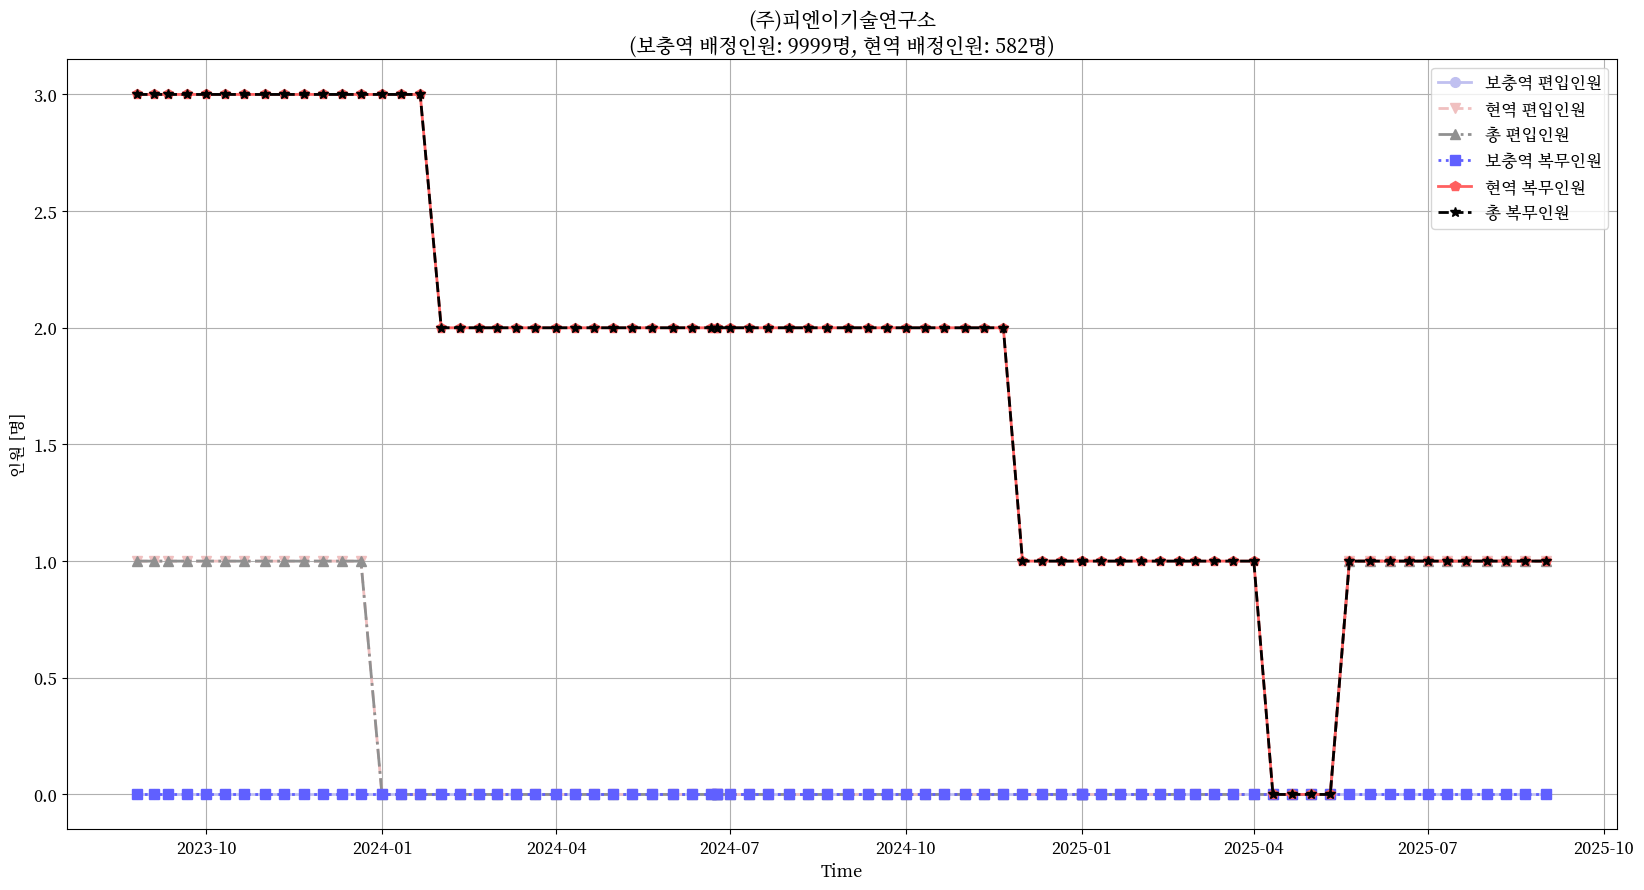 (주)피엔이기술연구소
(보충역 배정인원: 9999명, 현역 배정인원: 582명)
보충역 편입인원
현역 편입인원
총 편입인원
보충역 복무인원
현역 복무인원
총 복무인원
인원 [명]
3.0
2.5
2.0
1.5
1.0
0.5
0.0
2023-10
2024-01
2024-04
2024-07
2024-10
2025-01
2025-04
2025-07
2025-10
Time